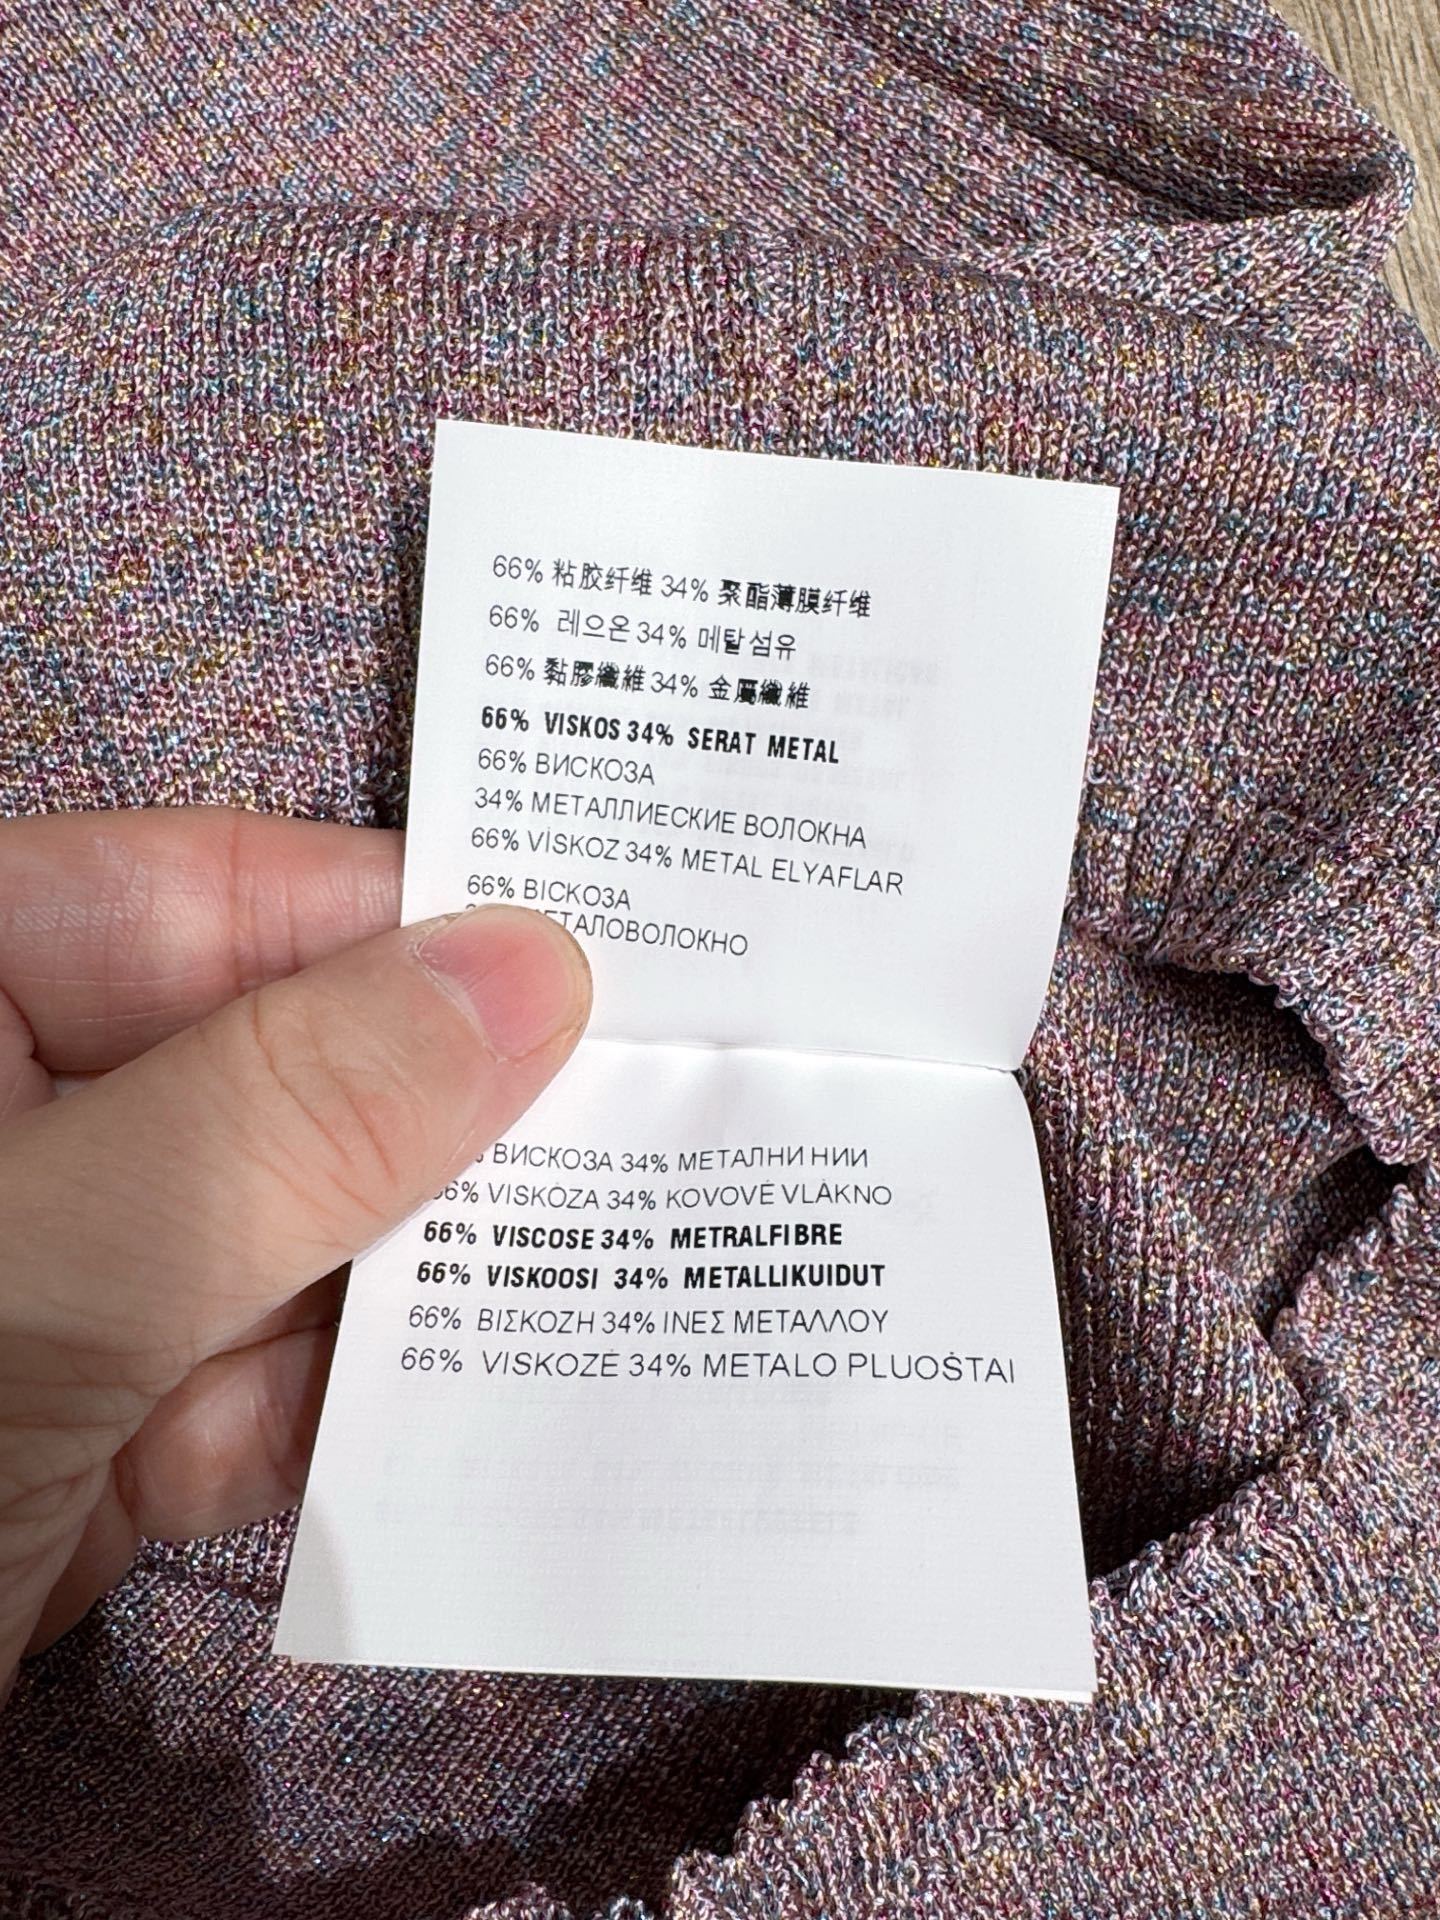 66% 粘胶纤维 34% 聚酯薄膜纤维
66% 레으온 34% 메탈섬유
66% 黏膠纖維 34% 金屬纖維
66% VISKOS 34% SERAT METAL
66% ВИСКОЗА
34% МЕТАЛЛИЕСКИЕ ВОЛОКНА
66% VİSKOZ 34% METAL ELYAFLAR
66% ВІСКОЗА
МЕТАЛОВОЛОКНО
ВИСКОЗА 34% МЕТАЛНИ НИИ
66% VISKÓZA 34% KOVOVÉ VLÁKNO
66% VISCOSE 34% METRALFIBRE
66% VISKOOSI 34% METALLIKUIDUT
66% ΒΙΣΚΟΖΗ 34% ΙΝΕΣ ΜΕΤΑΛΛΟΥ
66% VISKOZĖ 34% METALO PLUOŠTAI